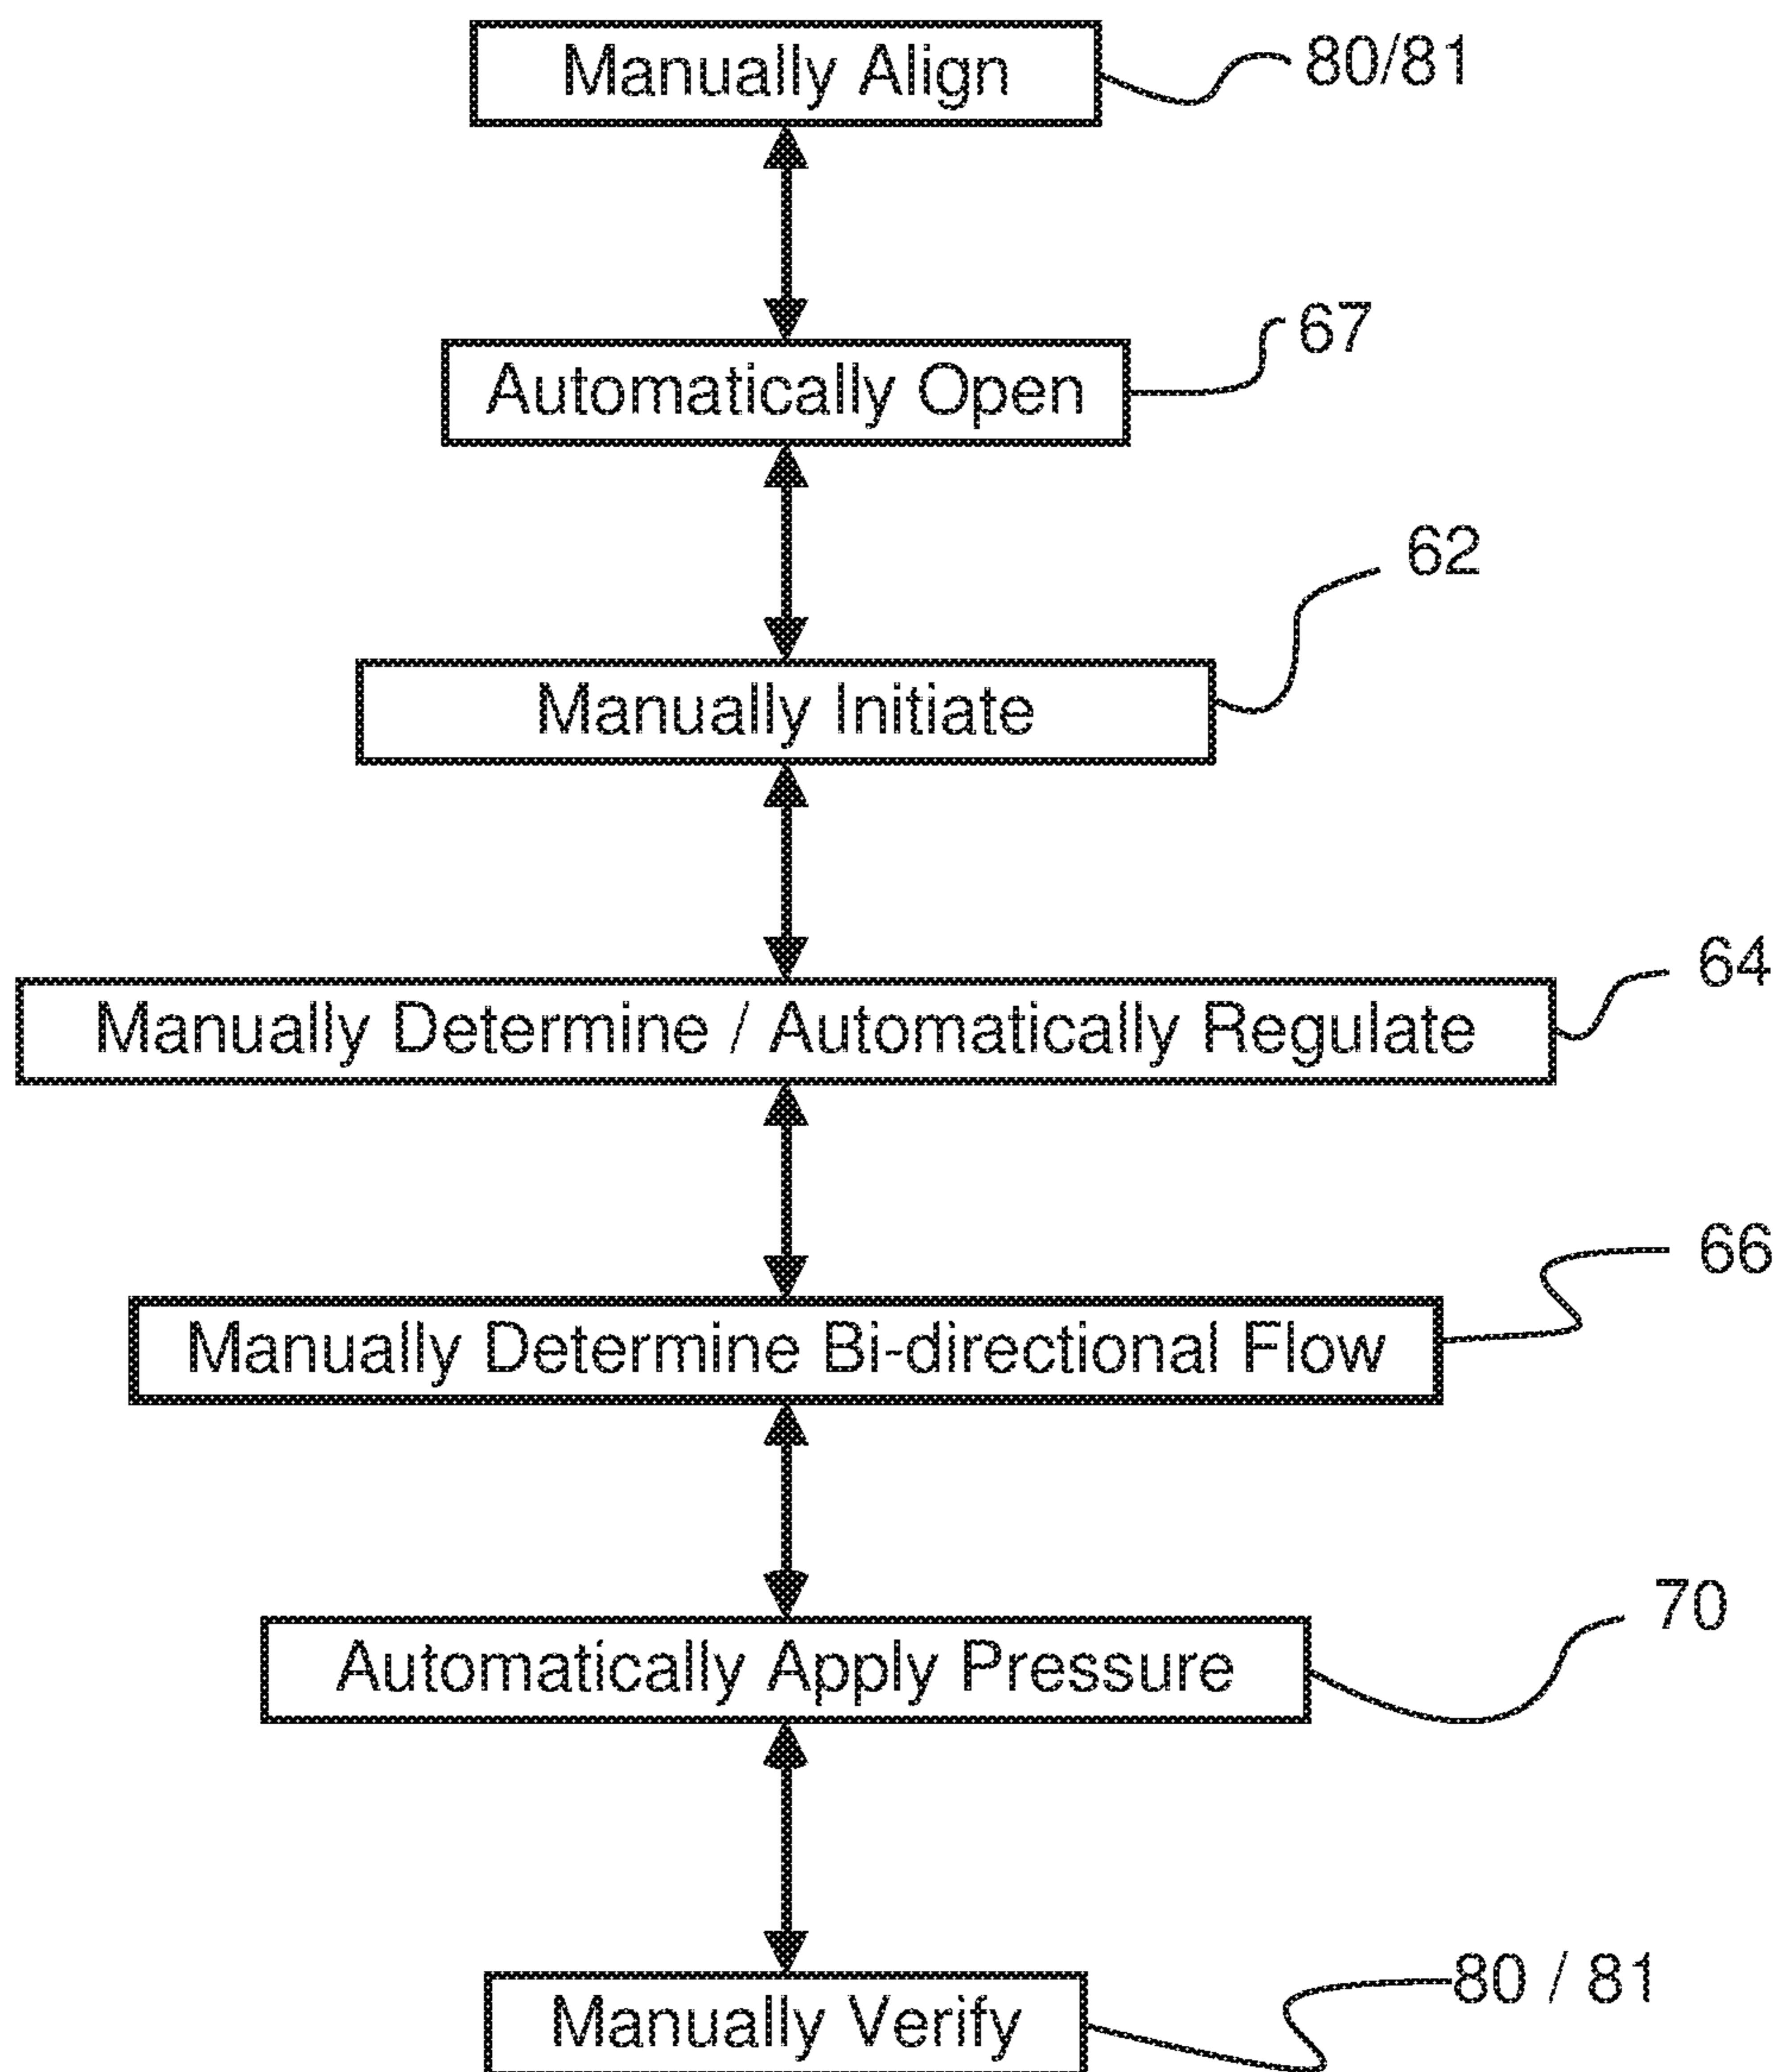 Manually Align
80/81
Automatically Open
67
Manually Initiate
62
Manually Determine / Automatically Regulate
64
Manually Determine Bi-directional Flow
66
Automatically Apply Pressure
70
Manually Verify
80 / 81